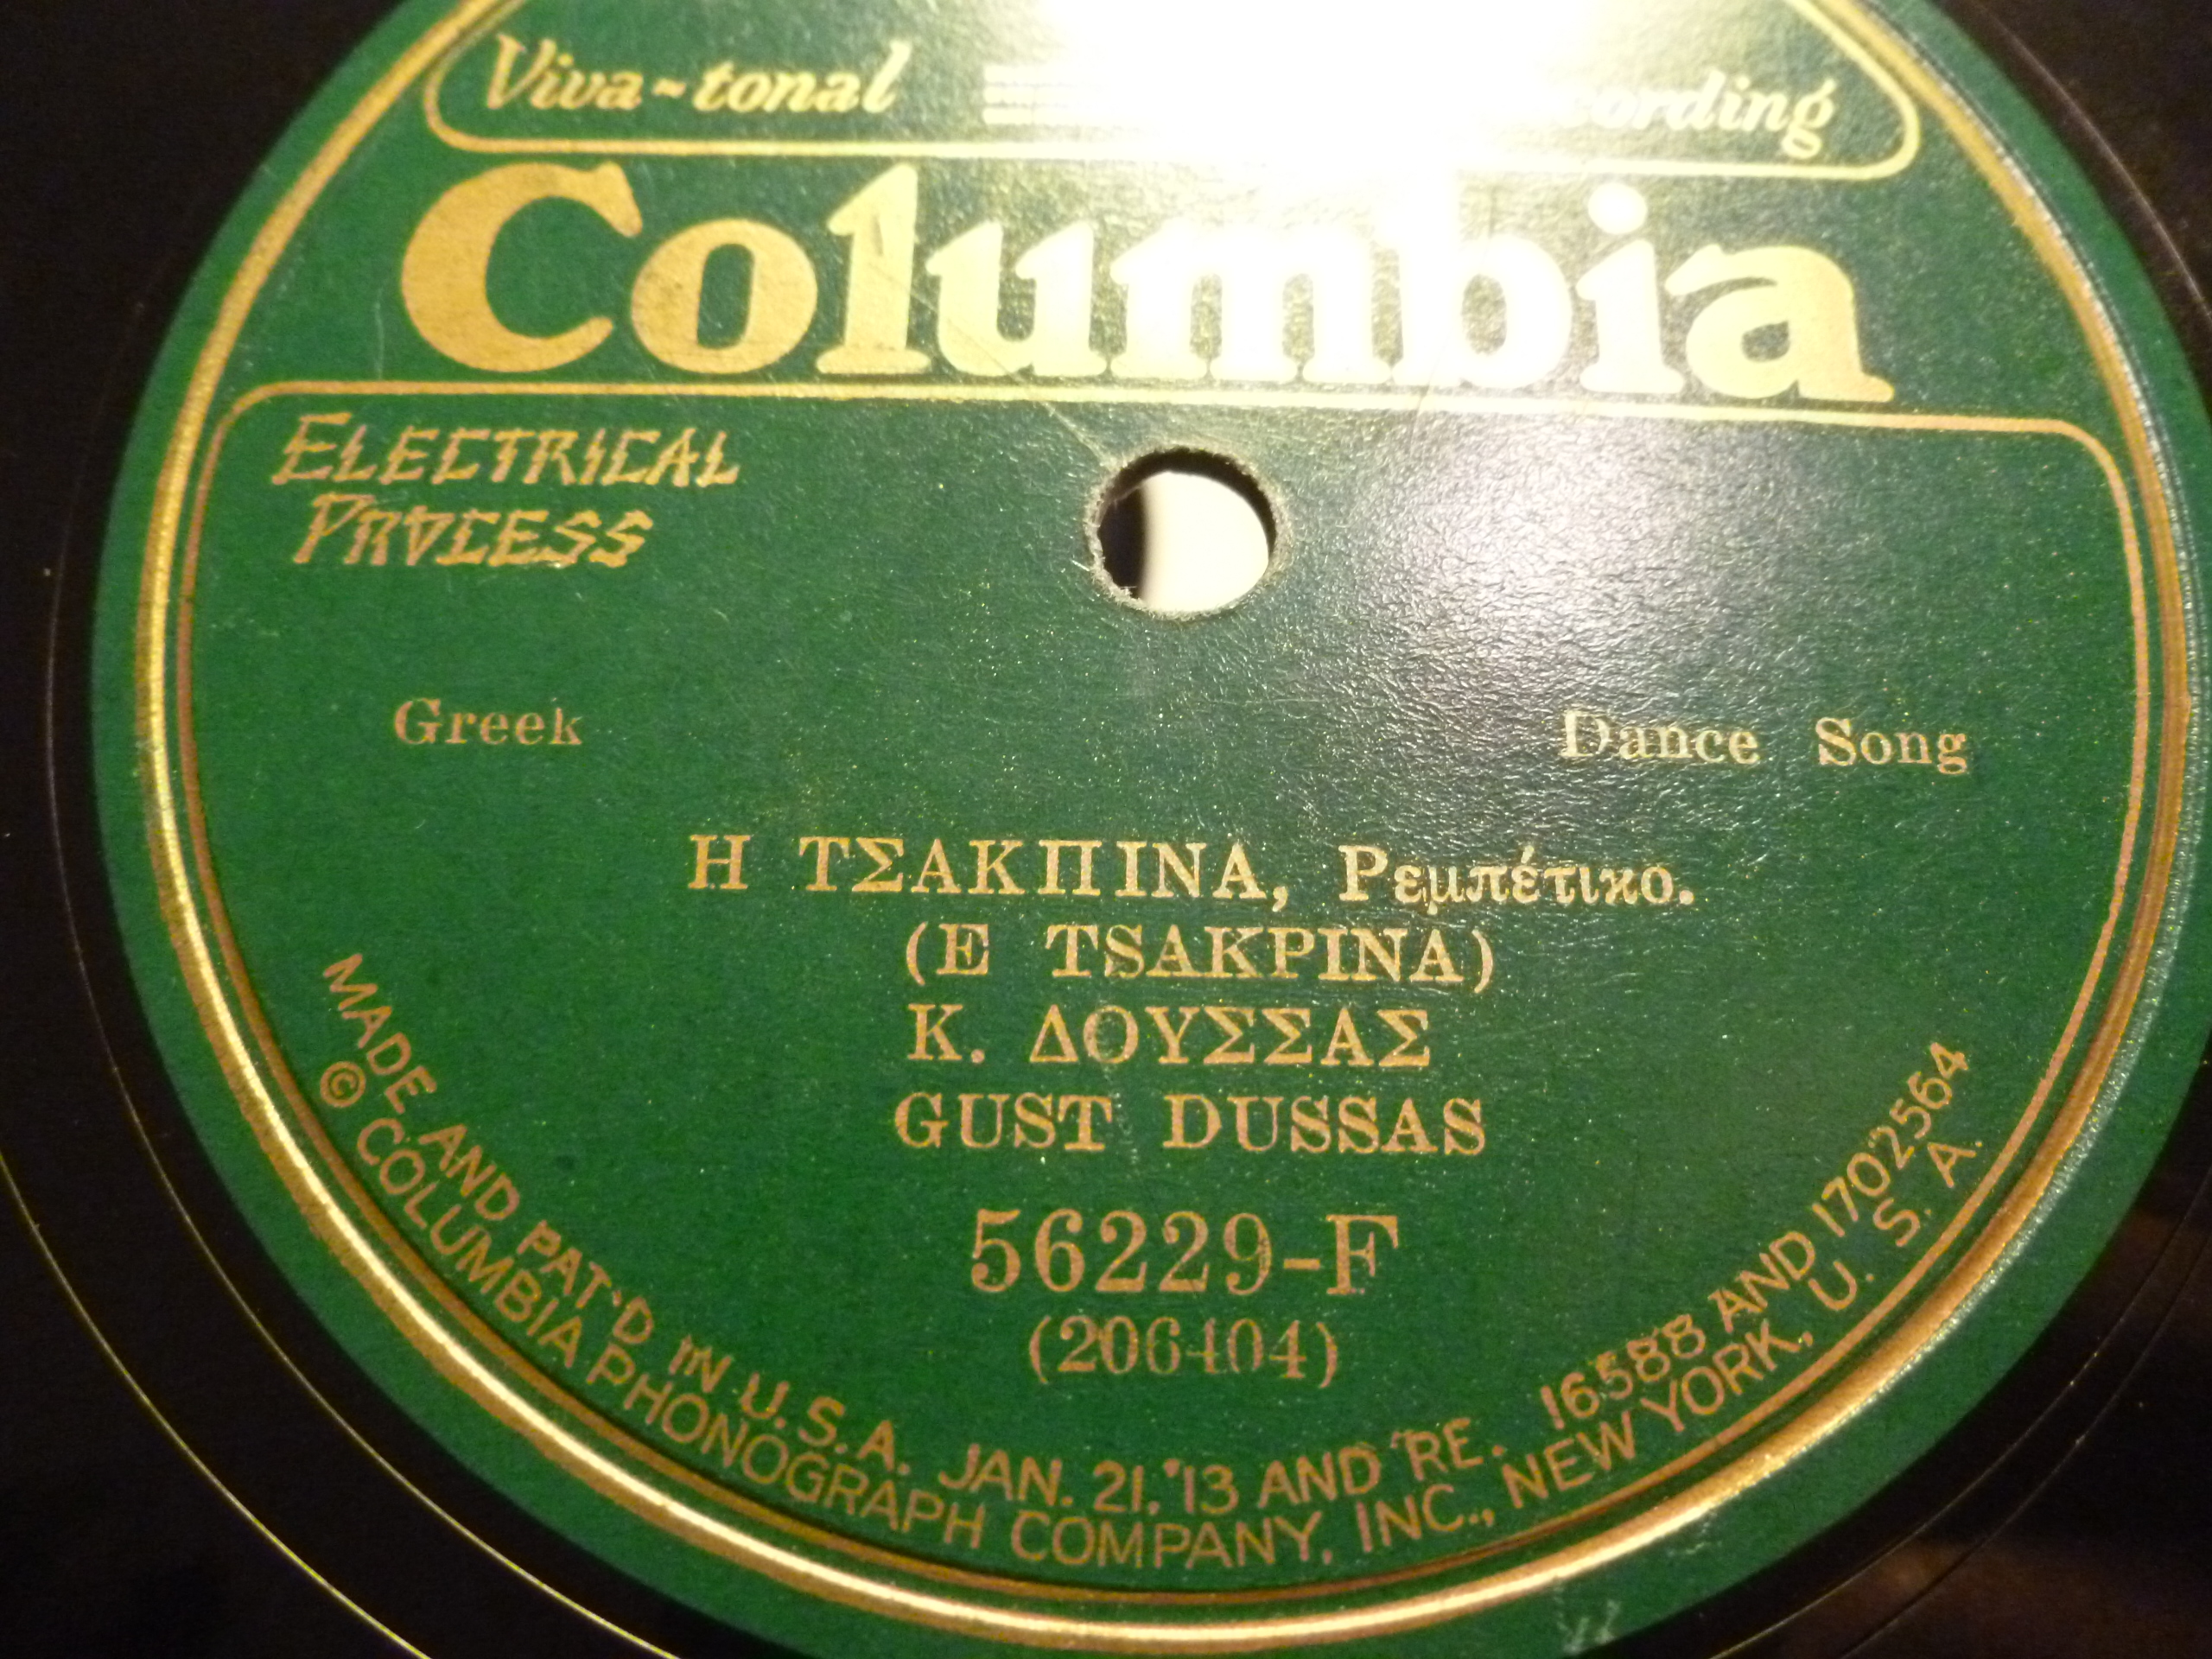 Viva-tonal
Columbia
ELECTRICAL
PROCESS
Greek
Dance Song
Η ΤΣΑΚΠΙΝΑ, Ρεμπέτικο.
(E TSAKPINA)
Κ. ΔΟΥΣΣΑΣ
GUST DUSSAS
56229-F
(206404)
MADE AND PAT'D IN U.S.A. JAN. 21, '13 AND RE. 16588 AND 1702564
© COLUMBIA PHONOGRAPH COMPANY, INC., NEW YORK, U. S. A.